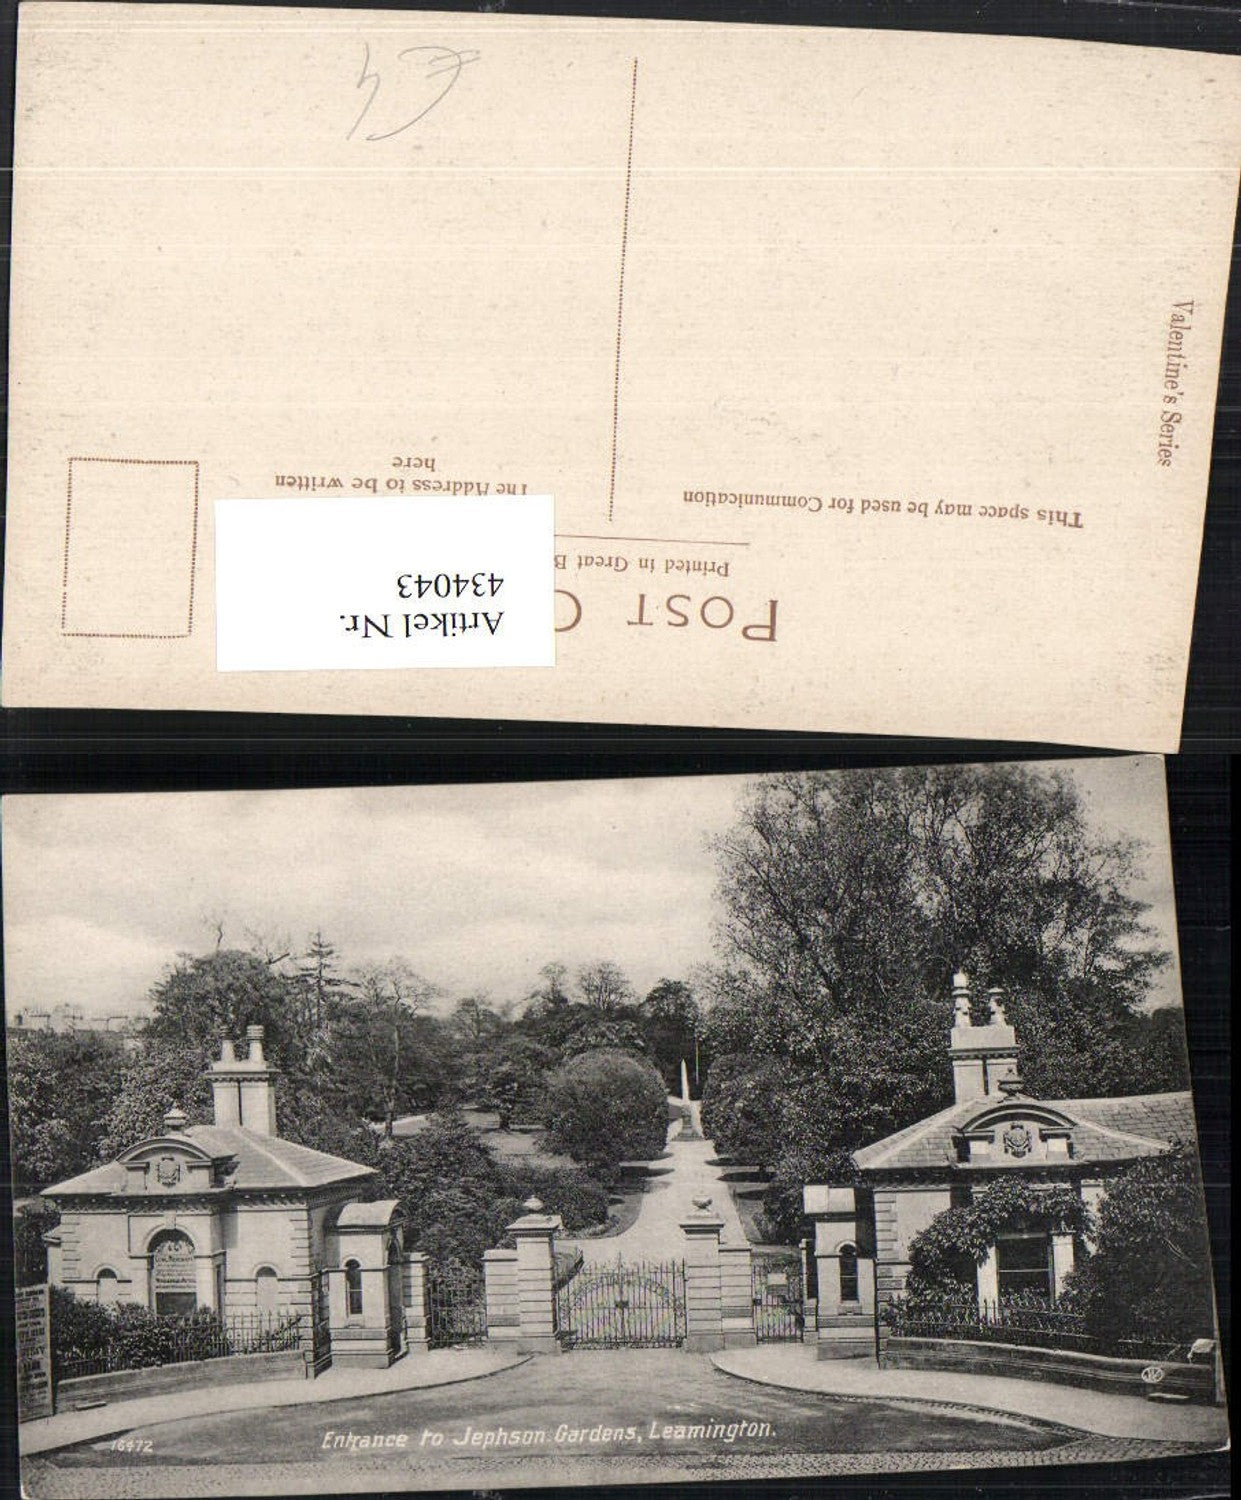 POST C
Printed in Great B
This space may be used for Communication
The Address to be written
here
Valentine's Series
Artikel Nr.
434043
£4
16472
Entrance to Jephson Gardens, Leamington.